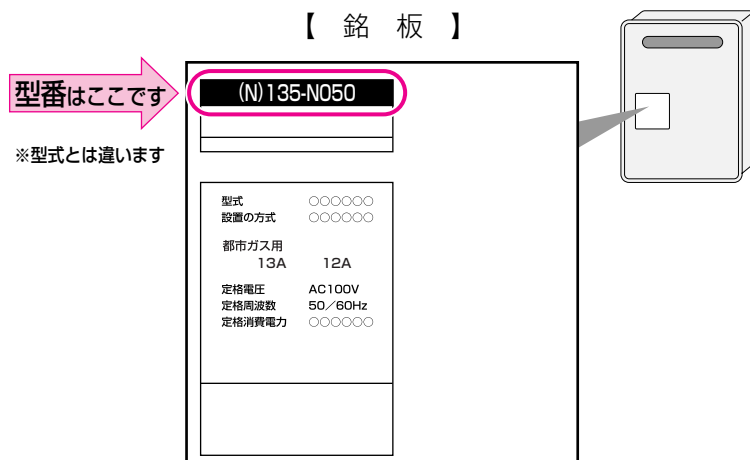 【 銘 板 】
型番はここです
(N)135-N050
※型式とは違います
型式 ○○○○○○
設置の方式 ○○○○○○
都市ガス用
13A 12A
定格電圧 AC100V
定格周波数 50／60Hz
定格消費電力 ○○○○○○